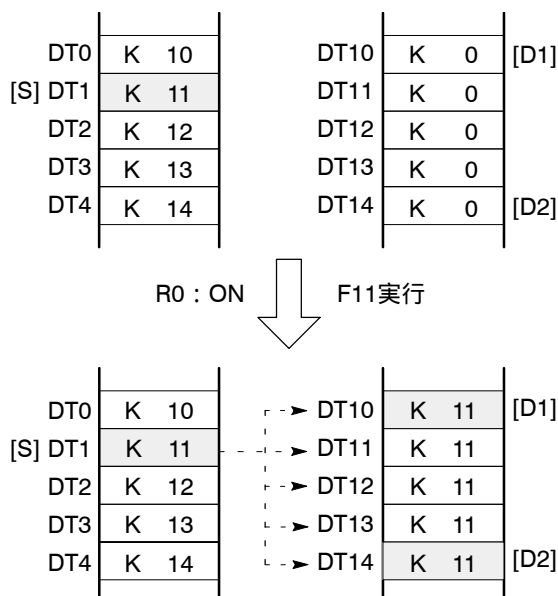 DT0 K 10 DT10 K 0 [D1]
[S] DT1 K 11 DT11 K 0
DT2 K 12 DT12 K 0
DT3 K 13 DT13 K 0
DT4 K 14 DT14 K 0 [D2]
R0：ON F11実行
DT0 K 10 DT10 K 11 [D1]
[S] DT1 K 11 DT11 K 11
DT2 K 12 DT12 K 11
DT3 K 13 DT13 K 11
DT4 K 14 DT14 K 11 [D2]